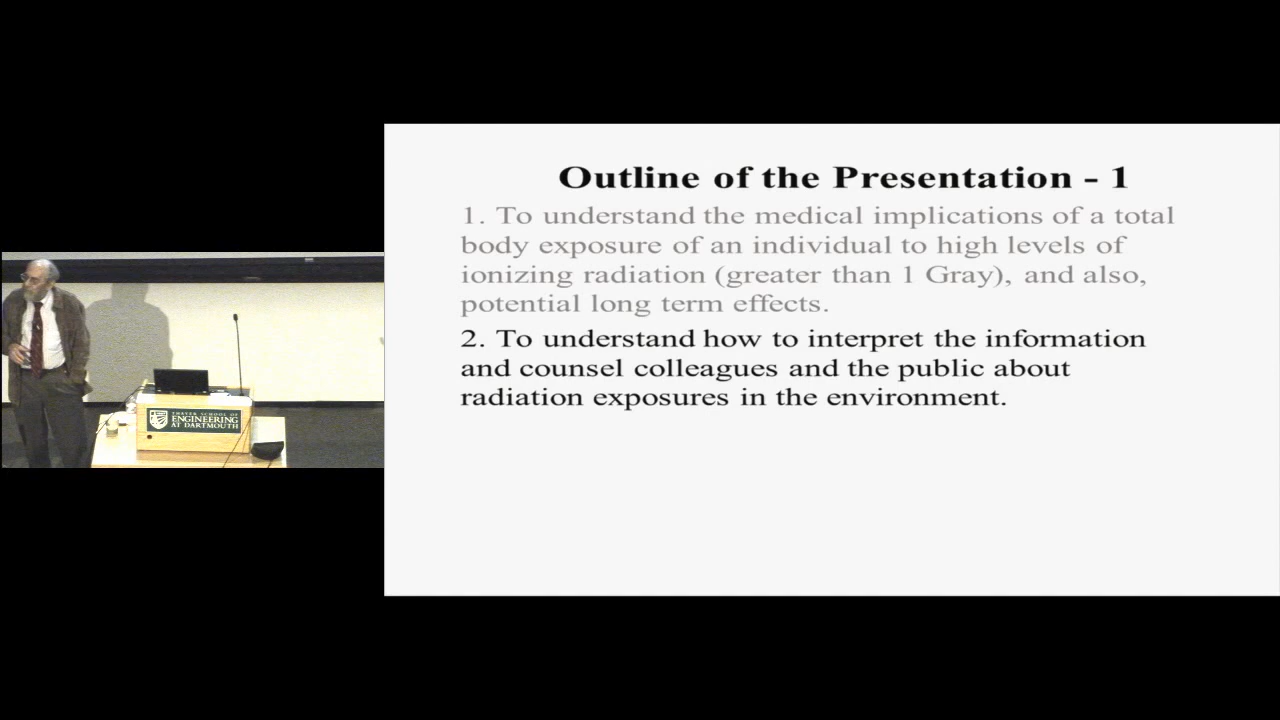 Outline of the Presentation - 1
1. To understand the medical implications of a total
body exposure of an individual to high levels of
ionizing radiation (greater than 1 Gray), and also,
potential long term effects.
2. To understand how to interpret the information
and counsel colleagues and the public about
radiation exposures in the environment.
THAYER SCHOOL OF
ENGINEERING
AT DARTMOUTH